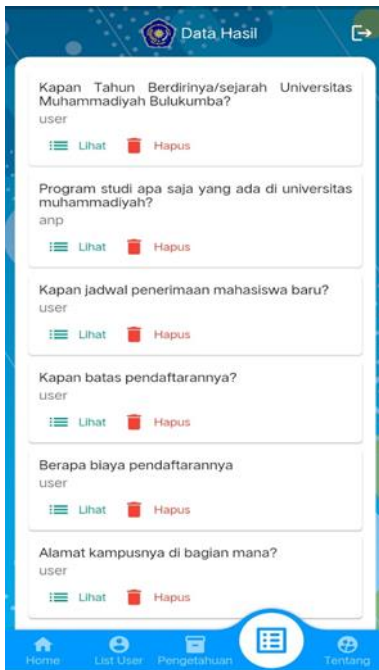 Data Hasil
Kapan Tahun Berdirinya/sejarah Universitas
Muhammadiyah Bulukumba?
user
Lihat Hapus
Program studi apa saja yang ada di universitas
muhammadiyah?
anp
Lihat Hapus
Kapan jadwal penerimaan mahasiswa baru?
user
Lihat Hapus
Kapan batas pendaftarannya?
user
Lihat Hapus
Berapa biaya pendaftarannya
user
Lihat Hapus
Alamat kampusnya di bagian mana?
user
Lihat Hapus
Home List User Pengetahuan Tentang